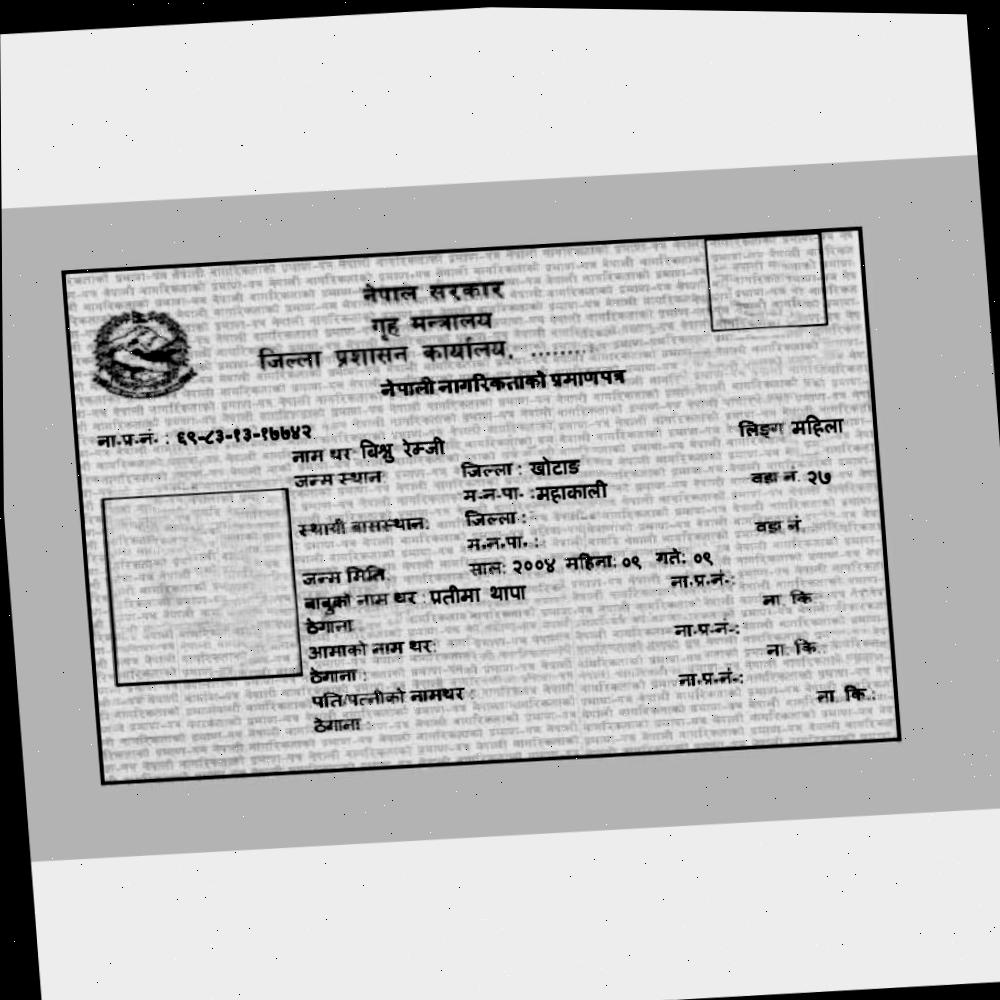 नेपाल सरकार
गृह मन्त्रालय
जिल्ला प्रशासन कार्यालय, .........
नेपाली नागरिकताको प्रमाणपत्र
ना.प्र.नं. : ६९-८३-१३-१७७४२
लिङ्ग महिला
नाम थर बिश्नु रेम्जी
जन्म स्थान जिल्ला : खोटाङ
म.न.पा. :महाकाली वडा नं. २७
स्थायी बासस्थान: जिल्ला :
म.न.पा. : वडा नं.
जन्म मिति साल: २००४ महिना: ०९ गते: ०९
बाबुको नाम थर : प्रतीमा थापा ना.प्र.नं.:
ठेगाना ना. कि
आमाको नाम थर: ना.प्र.नं.:
ठेगाना : ना. कि.
पति/पत्नीको नामथर : ना.प्र.नं.:
ठेगाना : ना. कि.: